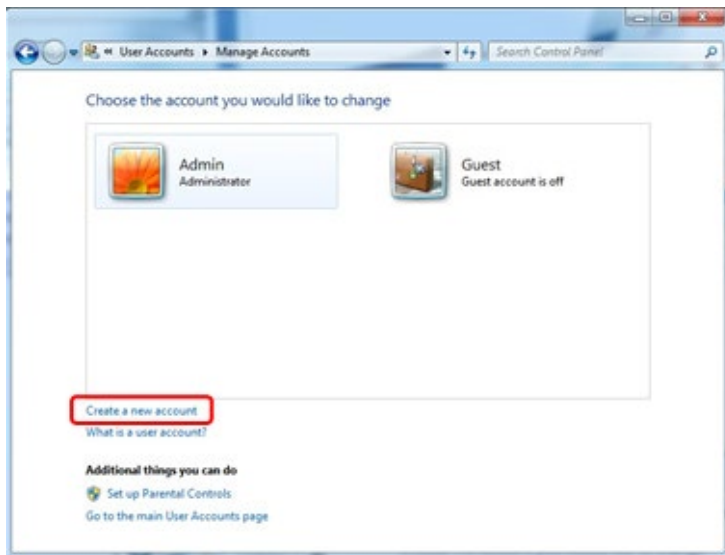 « User Accounts ▸ Manage Accounts
Search Control Panel
Choose the account you would like to change
Admin
Administrator
Guest
Guest account is off
Create a new account
What is a user account?
Additional things you can do
Set up Parental Controls
Go to the main User Accounts page